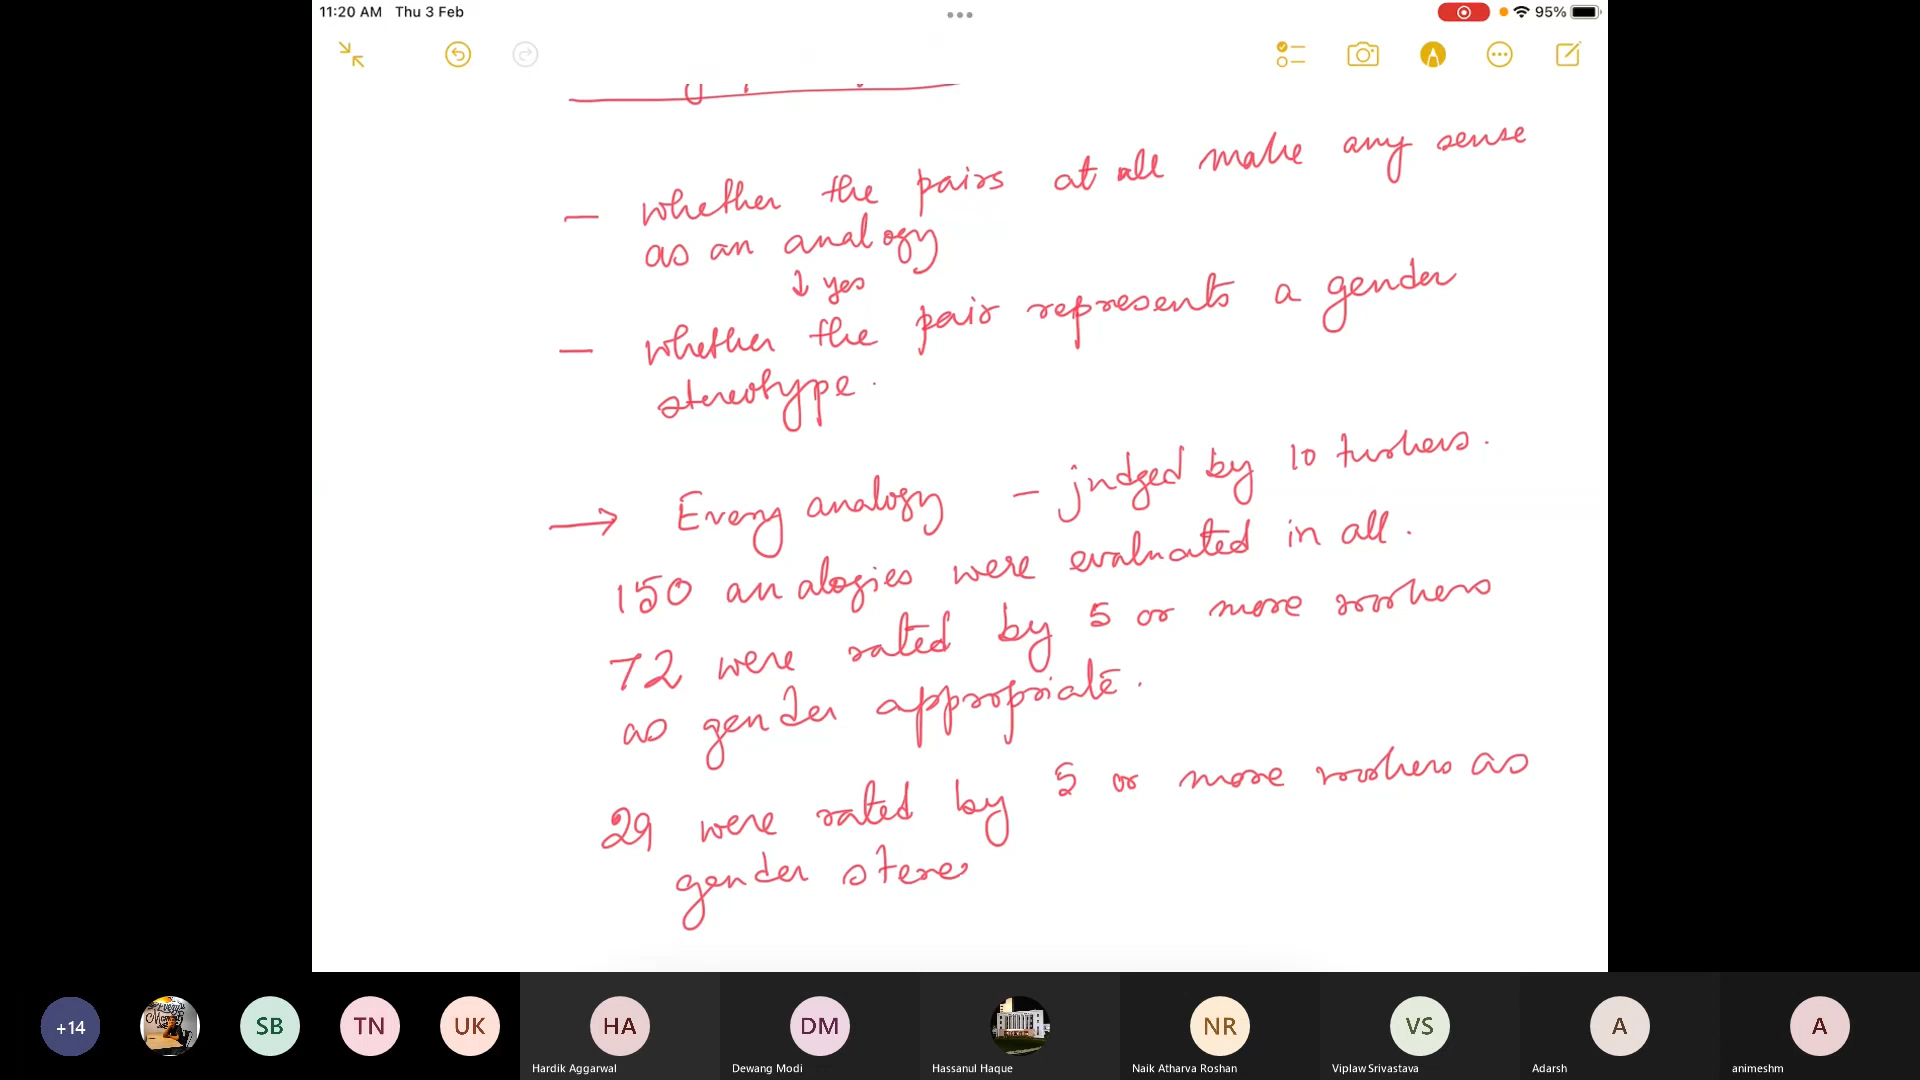 11:20 AM Thu 3 Feb
95%
— whether the pairs at all make any sense
as an analogy
↓ yes
— whether the pair represents a gender
stereotype.
→ Every analogy – judged by 10 turkers.
150 analogies were evaluated in all.
72 were rated by 5 or more workers
as gender appropriate.
29 were rated by 5 or more workers as
gender stereo
+14
SB
TN
UK
HA
DM
NR
VS
A
A
Hardik Aggarwal
Dewang Modi
Hassanul Haque
Naik Atharva Roshan
Viplaw Srivastava
Adarsh
animeshm